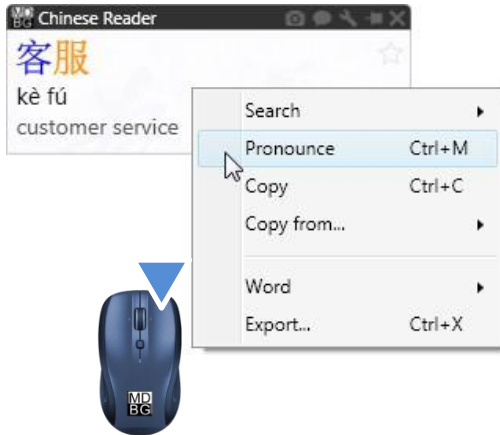 MD
BG
Chinese Reader
客服
kè fú
customer service
Search
Pronounce Ctrl+M
Copy Ctrl+C
Copy from...
Word
Export... Ctrl+X
MD
BG